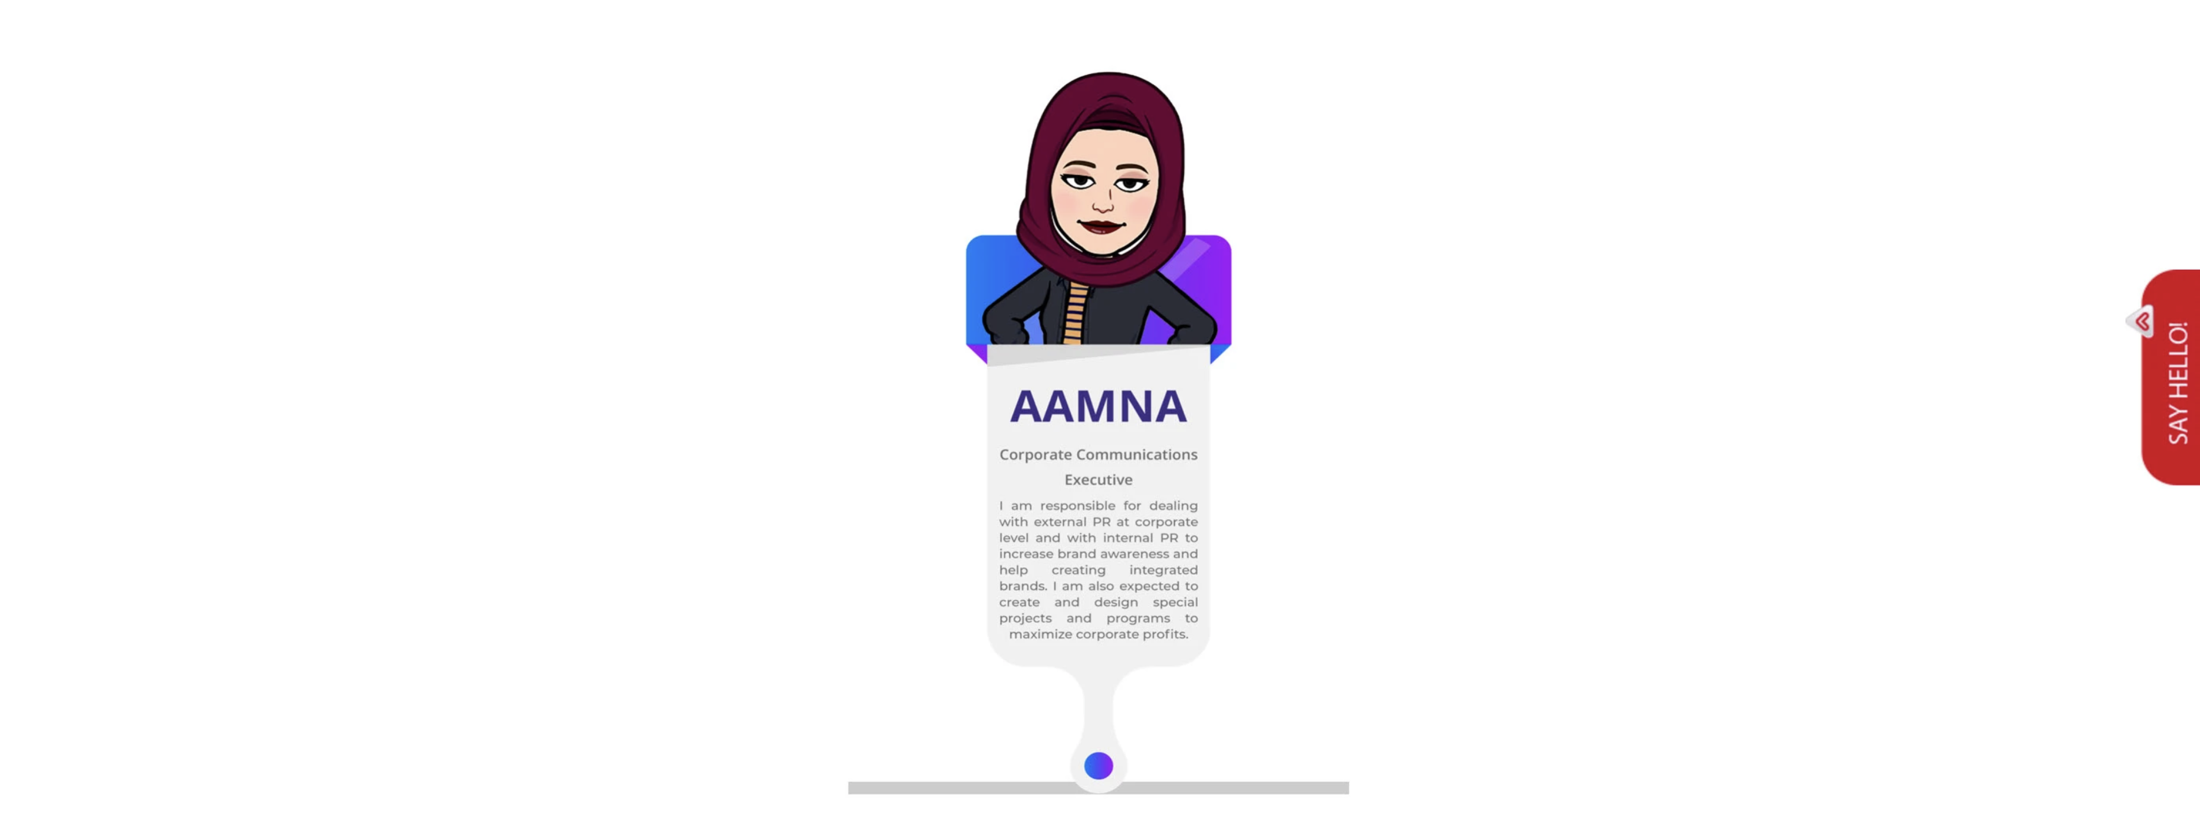 AAMNA
Corporate Communications
Executive
I am responsible for dealing
with external PR at corporate
level and with internal PR to
increase brand awareness and
help creating integrated
brands. I am also expected to
create and design special
projects and programs to
maximize corporate profits.
SAY HELLO!